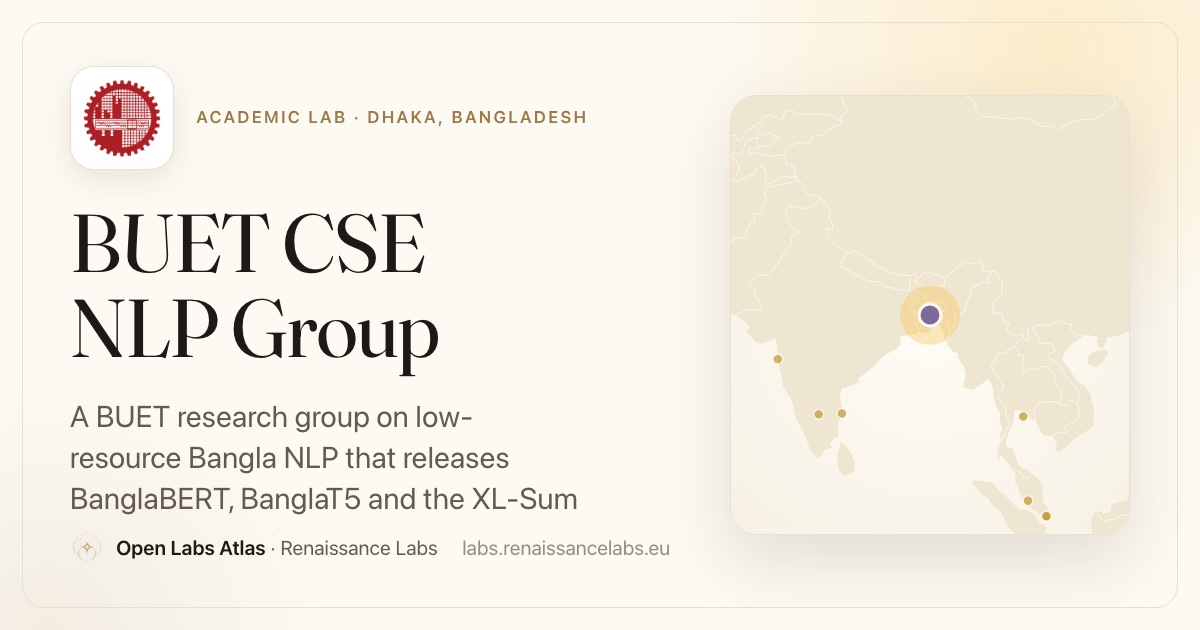 ACADEMIC LAB · DHAKA, BANGLADESH
BUET CSE
NLP Group
A BUET research group on low-
resource Bangla NLP that releases
BanglaBERT, BanglaT5 and the XL-Sum
Open Labs Atlas · Renaissance Labs labs.renaissancelabs.eu